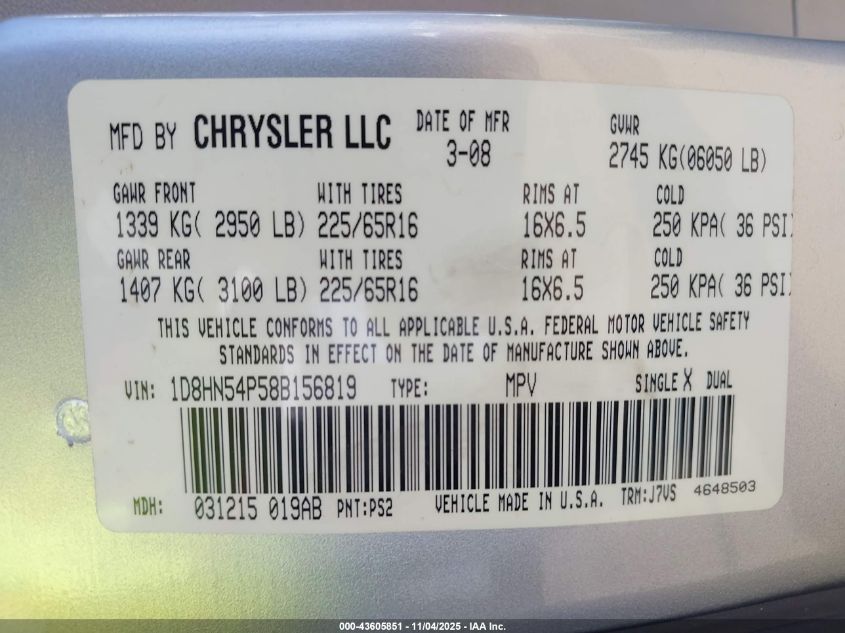 MFD BY CHRYSLER LLC DATE OF MFR GVWR
3-08 2745 KG(06050 LB)
GAWR FRONT WITH TIRES RIMS AT COLD
1339 KG( 2950 LB) 225/65R16 16X6.5 250 KPA( 36 PSI)
GAWR REAR WITH TIRES RIMS AT COLD
1407 KG( 3100 LB) 225/65R16 16X6.5 250 KPA( 36 PSI)
THIS VEHICLE CONFORMS TO ALL APPLICABLE U.S.A. FEDERAL MOTOR VEHICLE SAFETY
STANDARDS IN EFFECT ON THE DATE OF MANUFACTURE SHOWN ABOVE.
VIN: 1D8HN54P58B156819 TYPE: MPV SINGLE X DUAL
MDH: 031215 019AB PNT:PS2 VEHICLE MADE IN U.S.A. TRM:J7VS 4648503
000-43605851 - 11/04/2025 - IAA Inc.